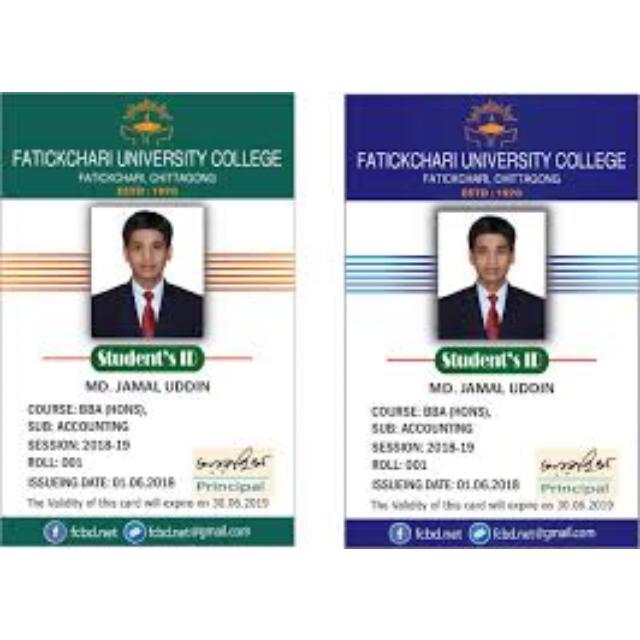 FATICKCHARI UNIVERSITY COLLEGE
FATICKCHARI, CHITTAGONG
ESTD : 1970
Student's ID
MD. JAMAL UDDIN
COURSE: BBA (HONS),
SUB: ACCOUNTING
SESSION: 2018-19
ROLL: 001
ISSUEING DATE: 01.06.2018
Principal
The Validity of this card will expire on 30.06.2019
fcbd.net fcbd.net@gmail.com
FATICKCHARI UNIVERSITY COLLEGE
FATICKCHARI, CHITTAGONG
ESTD : 1970
Student's ID
MD. JAMAL UDDIN
COURSE: BBA (HONS),
SUB: ACCOUNTING
SESSION: 2018-19
ROLL: 001
ISSUEING DATE: 01.06.2018
Principal
The Validity of this card will expire on 30.06.2019
fcbd.net fcbd.net@gmail.com